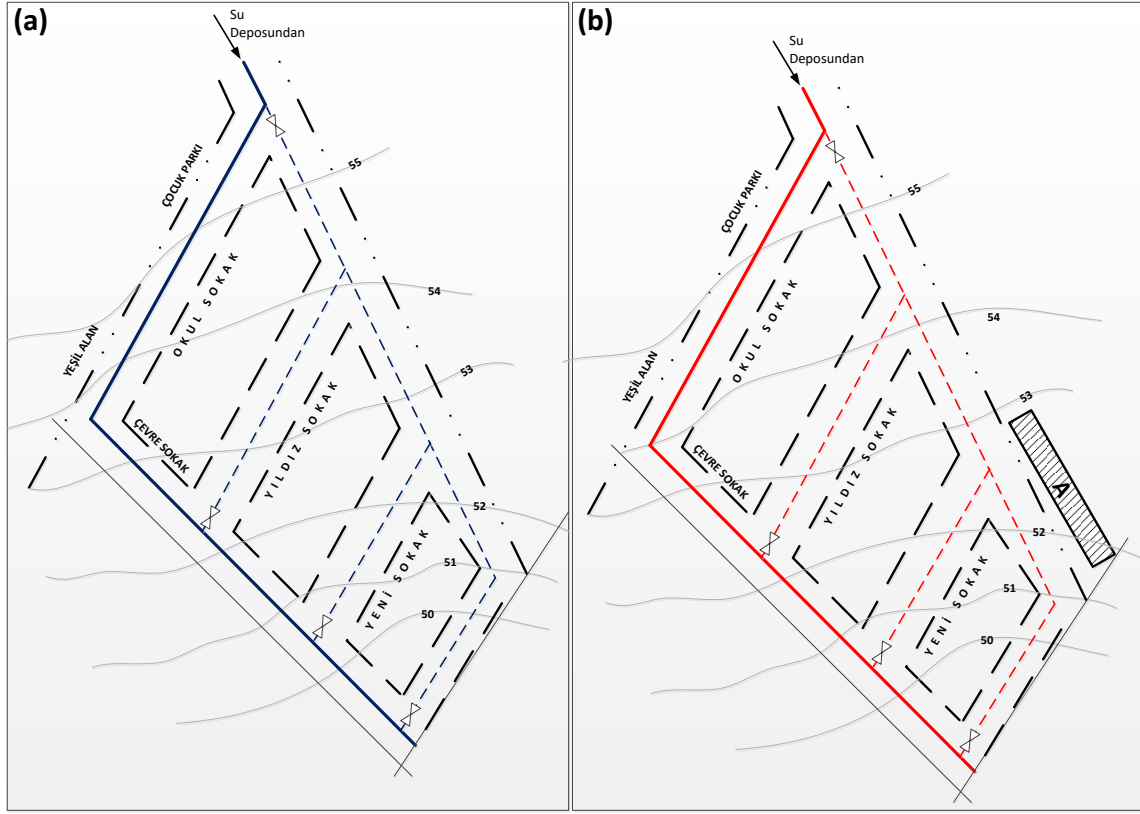 (a)
Su
Deposundan
ÇOCUK PARKI
55
OKUL SOKAK
54
YEŞİL ALAN
53
YILDIZ SOKAK
ÇEVRE SOKAK
52
51
YENİ SOKAK
50
(b)
Su
Deposundan
ÇOCUK PARKI
55
OKUL SOKAK
54
YEŞİL ALAN
53
YILDIZ SOKAK
ÇEVRE SOKAK
A
52
51
YENİ SOKAK
50